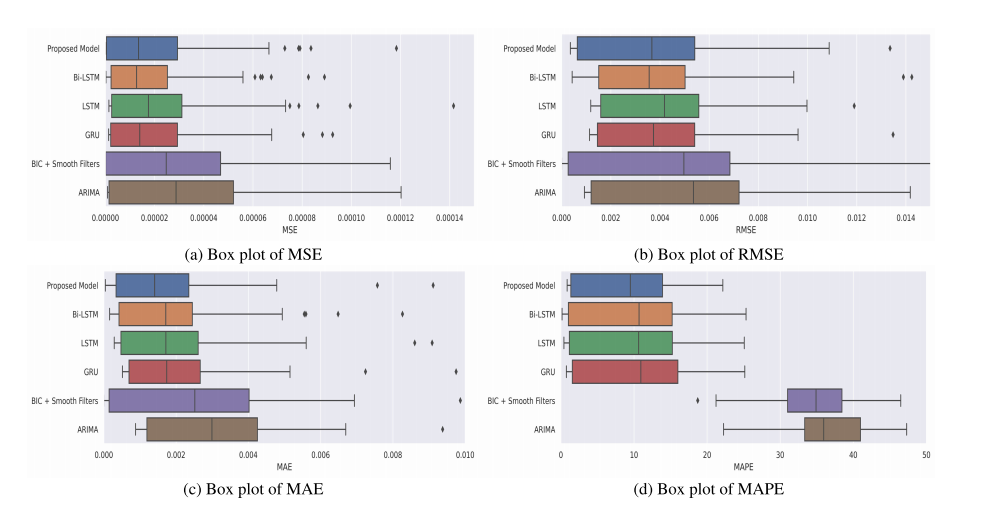 Proposed Model
Bi-LSTM
LSTM
GRU
BIC + Smooth Filters
ARIMA
0.00000 0.00002 0.00004 0.00006 0.00008 0.00010 0.00012 0.00014
MSE
(a) Box plot of MSE
Proposed Model
Bi-LSTM
LSTM
GRU
BIC + Smooth Filters
ARIMA
0.000 0.002 0.004 0.006 0.008 0.010 0.012 0.014
RMSE
(b) Box plot of RMSE
Proposed Model
Bi-LSTM
LSTM
GRU
BIC + Smooth Filters
ARIMA
0.000 0.002 0.004 0.006 0.008 0.010
MAE
(c) Box plot of MAE
Proposed Model
Bi-LSTM
LSTM
GRU
BIC + Smooth Filters
ARIMA
0 10 20 30 40 50
MAPE
(d) Box plot of MAPE